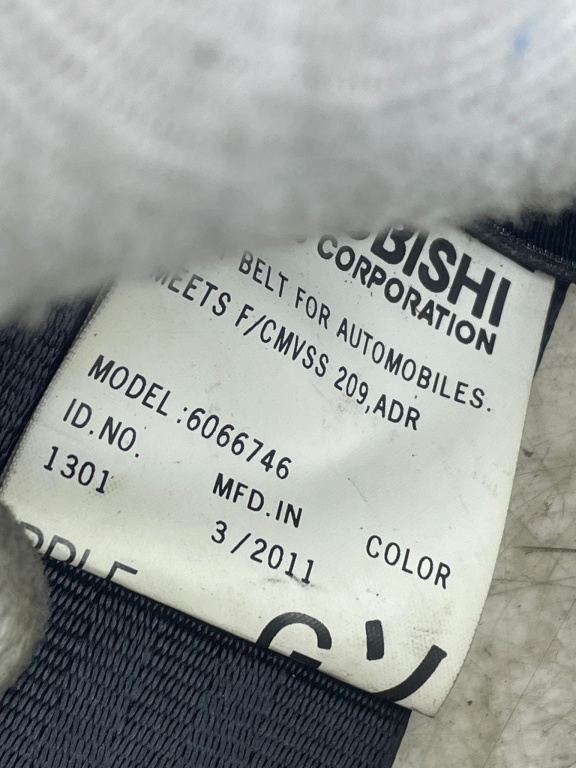 BISHI
CORPORATION
BELT FOR AUTOMOBILES.
MEETS F/CMVSS 209,ADR
MODEL:6066746
ID.NO. MFD.IN COLOR
1301 3/2011